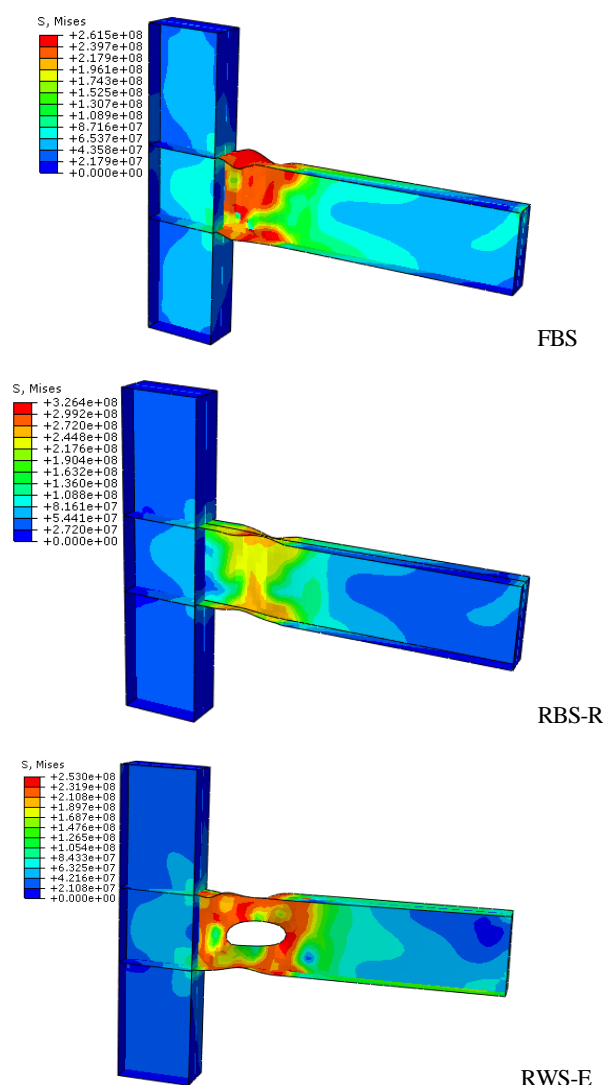 S, Mises
+2.615e+08
+2.397e+08
+2.179e+08
+1.961e+08
+1.743e+08
+1.525e+08
+1.307e+08
+1.089e+08
+8.716e+07
+6.537e+07
+4.358e+07
+2.179e+07
+0.000e+00
FBS
S, Mises
+3.264e+08
+2.992e+08
+2.720e+08
+2.448e+08
+2.176e+08
+1.904e+08
+1.632e+08
+1.360e+08
+1.088e+08
+8.161e+07
+5.441e+07
+2.720e+07
+0.000e+00
RBS-R
S, Mises
+2.530e+08
+2.319e+08
+2.108e+08
+1.897e+08
+1.687e+08
+1.476e+08
+1.265e+08
+1.054e+08
+8.433e+07
+6.325e+07
+4.216e+07
+2.108e+07
+0.000e+00
RWS-E